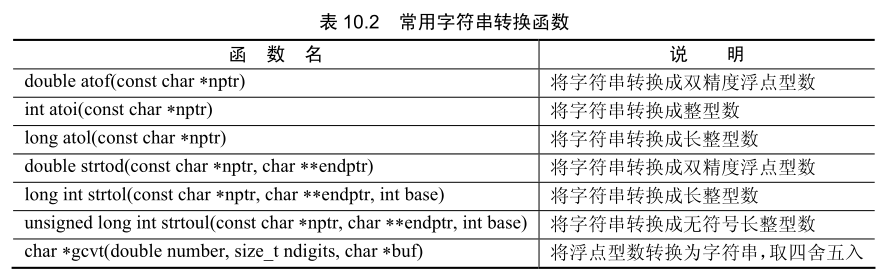 表 10.2 常用字符串转换函数
函 数 名 说 明
double atof(const char *nptr) 将字符串转换成双精度浮点型数
int atoi(const char *nptr) 将字符串转换成整型数
long atol(const char *nptr) 将字符串转换成长整型数
double strtod(const char *nptr, char **endptr) 将字符串转换成双精度浮点型数
long int strtol(const char *nptr, char **endptr, int base) 将字符串转换成长整型数
unsigned long int strtoul(const char *nptr, char **endptr, int base) 将字符串转换成无符号长整型数
char *gcvt(double number, size_t ndigits, char *buf) 将浮点型数转换为字符串，取四舍五入